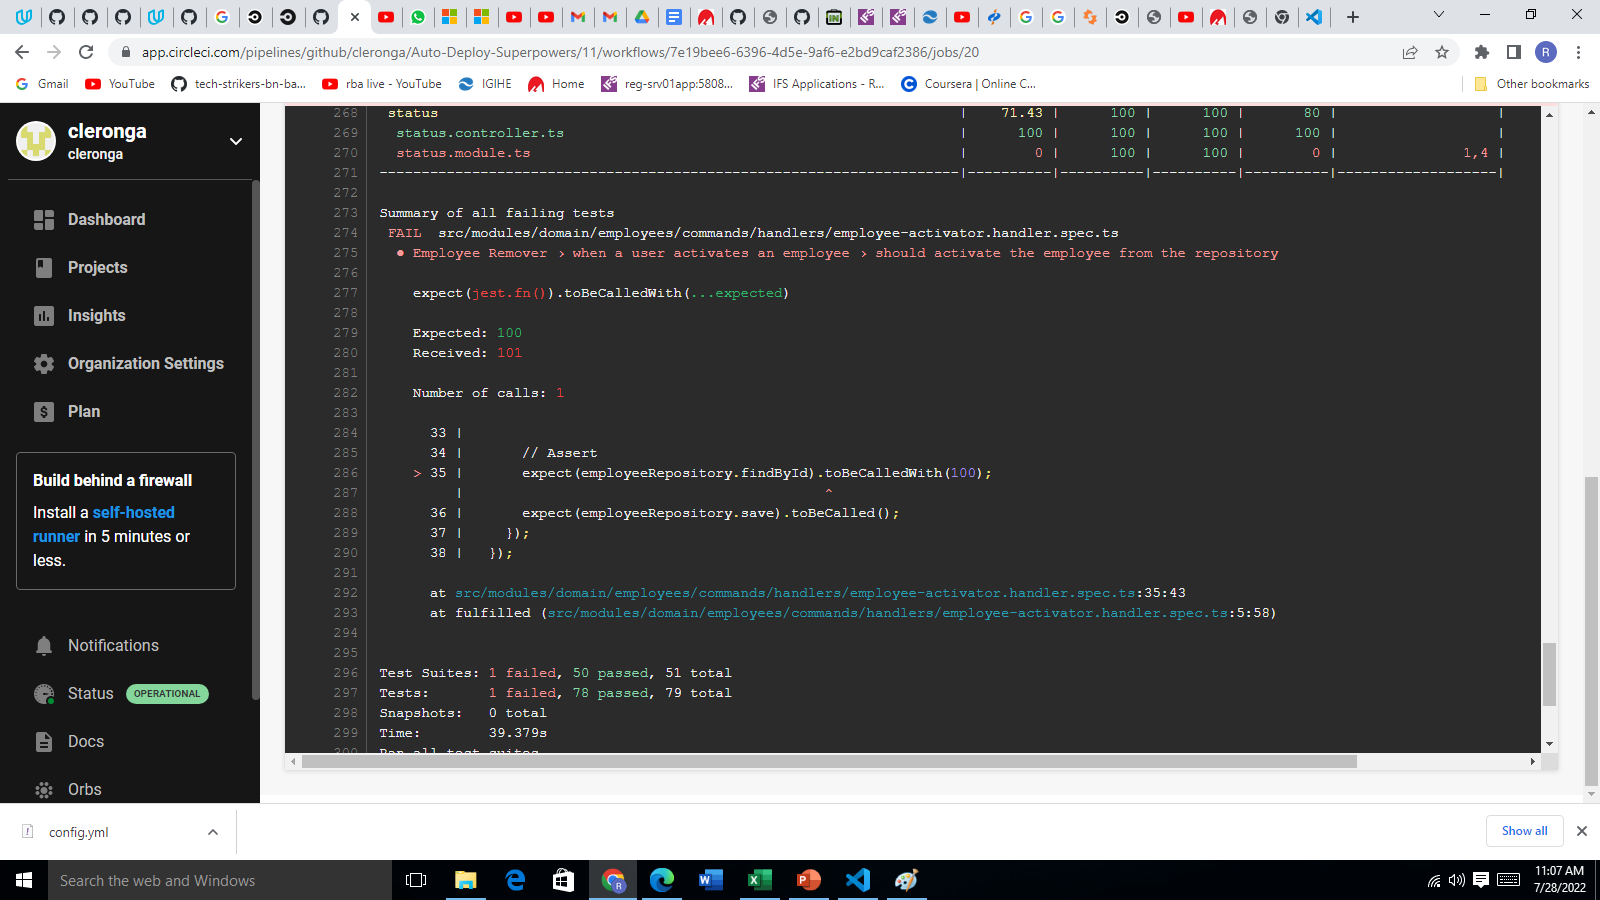 app.circleci.com/pipelines/github/cleronga/Auto-Deploy-Superpowers/11/workflows/7e19bee6-6396-4d5e-9af6-e2bd9caf2386/jobs/20
R
Gmail YouTube tech-strikers-bn-ba... rba live - YouTube IGIHE Home reg-srv01app:5808... IFS Applications - R... Coursera | Online C... Other bookmarks
cleronga
cleronga
Dashboard
Projects
Insights
Organization Settings
Plan
Build behind a firewall
Install a self-hosted
runner in 5 minutes or
less.
Notifications
Status OPERATIONAL
Docs
Orbs
268 status | 71.43 | 100 | 100 | 80 | |
269 status.controller.ts | 100 | 100 | 100 | 100 | |
270 status.module.ts | 0 | 100 | 100 | 0 | 1,4 |
271 ---------------------------------------------------------------------|----------|----------|----------|----------|-------------------|
272
273 Summary of all failing tests
274 FAIL src/modules/domain/employees/commands/handlers/employee-activator.handler.spec.ts
275 ● Employee Remover › when a user activates an employee › should activate the employee from the repository
276
277 expect(jest.fn()).toBeCalledWith(...expected)
278
279 Expected: 100
280 Received: 101
281
282 Number of calls: 1
283
284 33 |
285 34 | // Assert
286 > 35 | expect(employeeRepository.findById).toBeCalledWith(100);
287 | ^
288 36 | expect(employeeRepository.save).toBeCalled();
289 37 | });
290 38 | });
291
292 at src/modules/domain/employees/commands/handlers/employee-activator.handler.spec.ts:35:43
293 at fulfilled (src/modules/domain/employees/commands/handlers/employee-activator.handler.spec.ts:5:58)
294
295
296 Test Suites: 1 failed, 50 passed, 51 total
297 Tests: 1 failed, 78 passed, 79 total
298 Snapshots: 0 total
299 Time: 39.379s
300 Ran all test suites
config.yml
Show all
Search the web and Windows
11:07 AM
7/28/2022